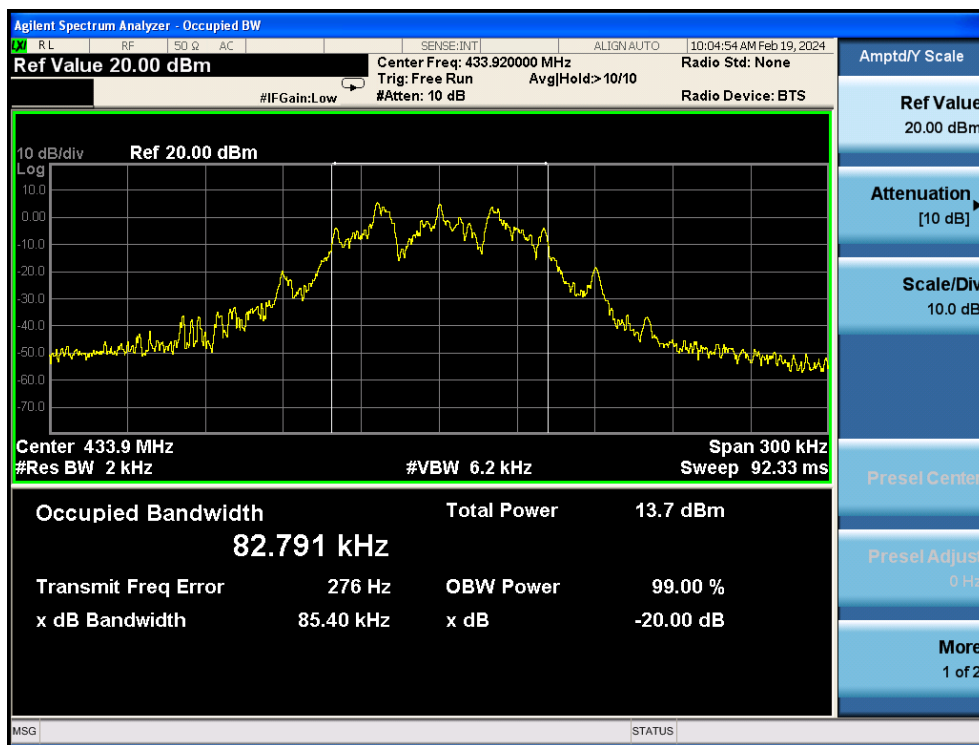 Agilent Spectrum Analyzer - Occupied BW
LXI RL RF 50 Ω AC SENSE:INT ALIGN AUTO 10:04:54 AM Feb 19, 2024
Ref Value 20.00 dBm
Center Freq: 433.920000 MHz
Radio Std: None
Trig: Free Run Avg|Hold:> 10/10
#IFGain:Low #Atten: 10 dB Radio Device: BTS
10 dB/div Ref 20.00 dBm
Log
10.0
0.00
-10.0
-20.0
-30.0
-40.0
-50.0
-60.0
-70.0
Center 433.9 MHz Span 300 kHz
#Res BW 2 kHz #VBW 6.2 kHz Sweep 92.33 ms
Occupied Bandwidth Total Power 13.7 dBm
82.791 kHz
Transmit Freq Error 276 Hz OBW Power 99.00 %
x dB Bandwidth 85.40 kHz x dB -20.00 dB
MSG STATUS
Amptd/Y Scale
Ref Value
20.00 dBm
Attenuation
[10 dB]
Scale/Div
10.0 dB
Presel Center
Presel Adjust
0 Hz
More
1 of 2